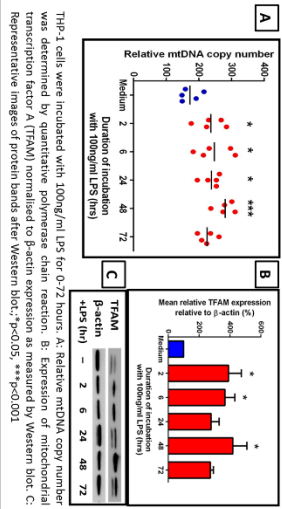 A
Relative mtDNA copy number
400
300
200
100
0
Medium
2
6
24
48
72
*
*
*
***
Duration of incubation
with 100ng/ml LPS (hrs)
B
Mean relative TFAM expression
relative to β-actin (%)
600
400
200
0
Medium
2
6
24
48
72
*
*
*
Duration of incubation
with 100ng/ml LPS (hrs)
C
TFAM
β-actin
+LPS (hr)
–
2
6
24
48
72
THP-1 cells were incubated with 100ng/ml LPS for 0-72 hours. A: Relative mtDNA copy number
was determined by quantitative polymerase chain reaction. B: Expression of mitochondrial
transcription factor A (TFAM) normalised to β-actin expression as measured by Western blot. C:
Representative images of protein bands after Western blot.;*p<0.05, ***p<0.001